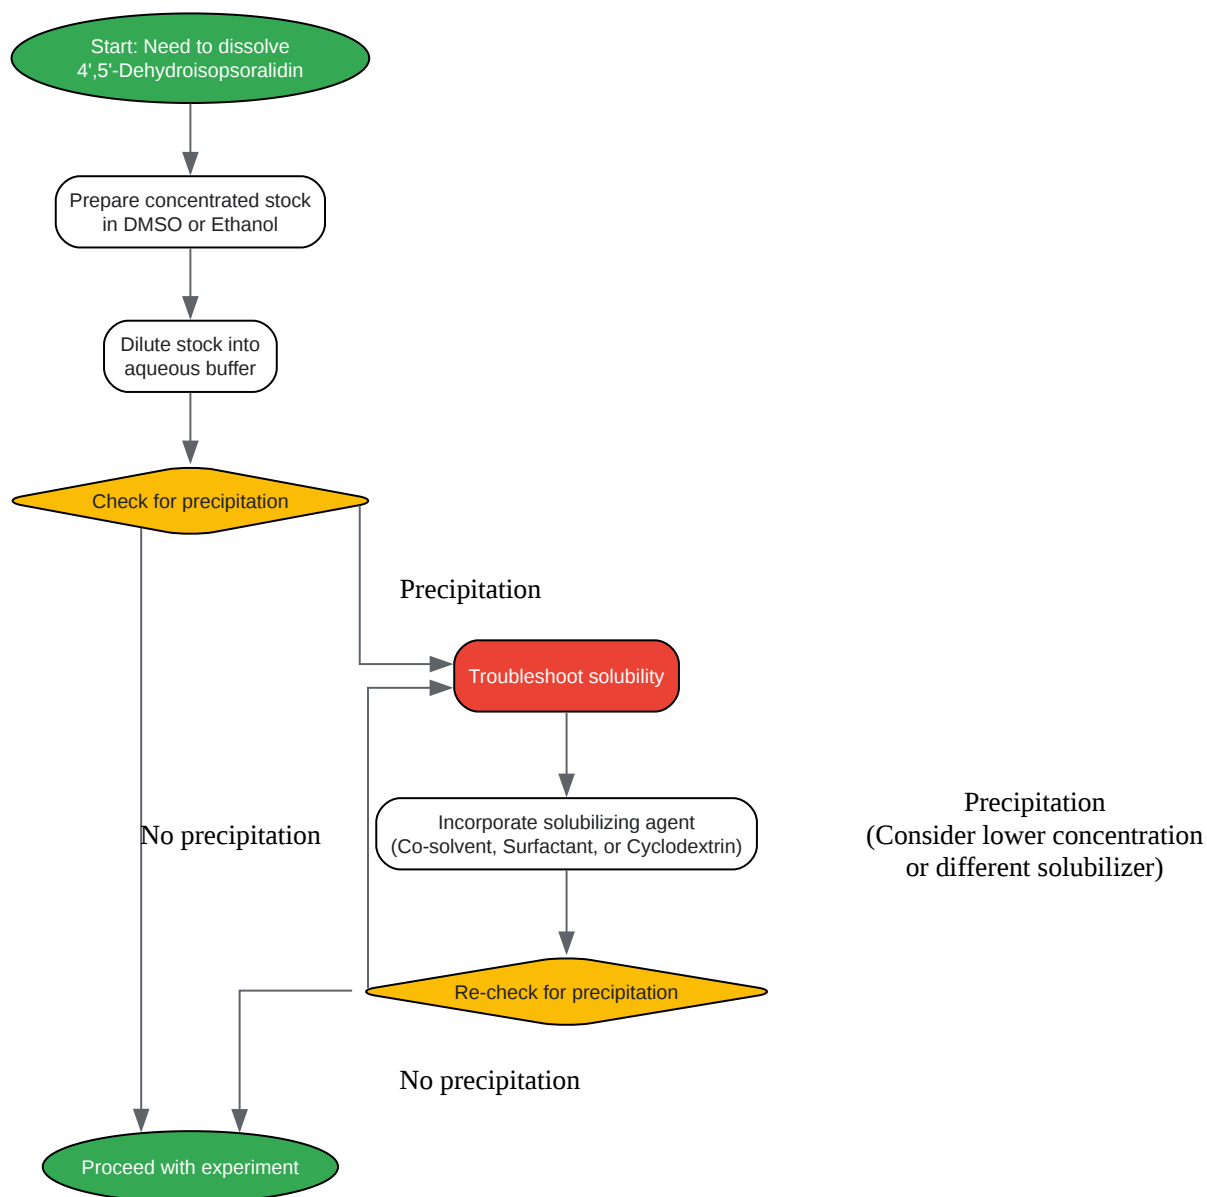 Start: Need to dissolve
4',5'-Dehydroisopsoralidin
Prepare concentrated stock
in DMSO or Ethanol
Dilute stock into
aqueous buffer
Check for precipitation
Precipitation
Troubleshoot solubility
No precipitation
Incorporate solubilizing agent
(Co-solvent, Surfactant, or Cyclodextrin)
Precipitation
(Consider lower concentration
or different solubilizer)
Re-check for precipitation
No precipitation
Proceed with experiment